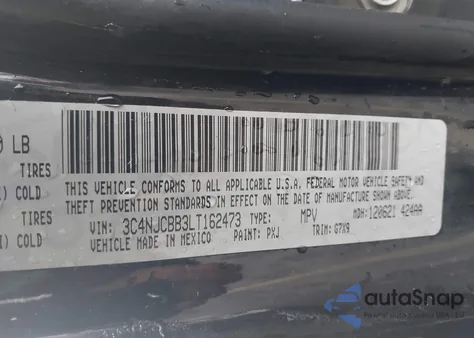 0 LB
TIRES
) COLD
TIRES
I) COLD
THIS VEHICLE CONFORMS TO ALL APPLICABLE U.S.A. FEDERAL MOTOR VEHICLE SAFETY AND
THEFT PREVENTION STANDARDS IN EFFECT ON THE DATE OF MANUFACTURE SHOWN ABOVE.
VIN: 3C4NJCBB3LT162473 TYPE: MPV MDH: 120621 424AA
VEHICLE MADE IN MEXICO PAINT: PXJ TRIM: G7X9
autoSnap